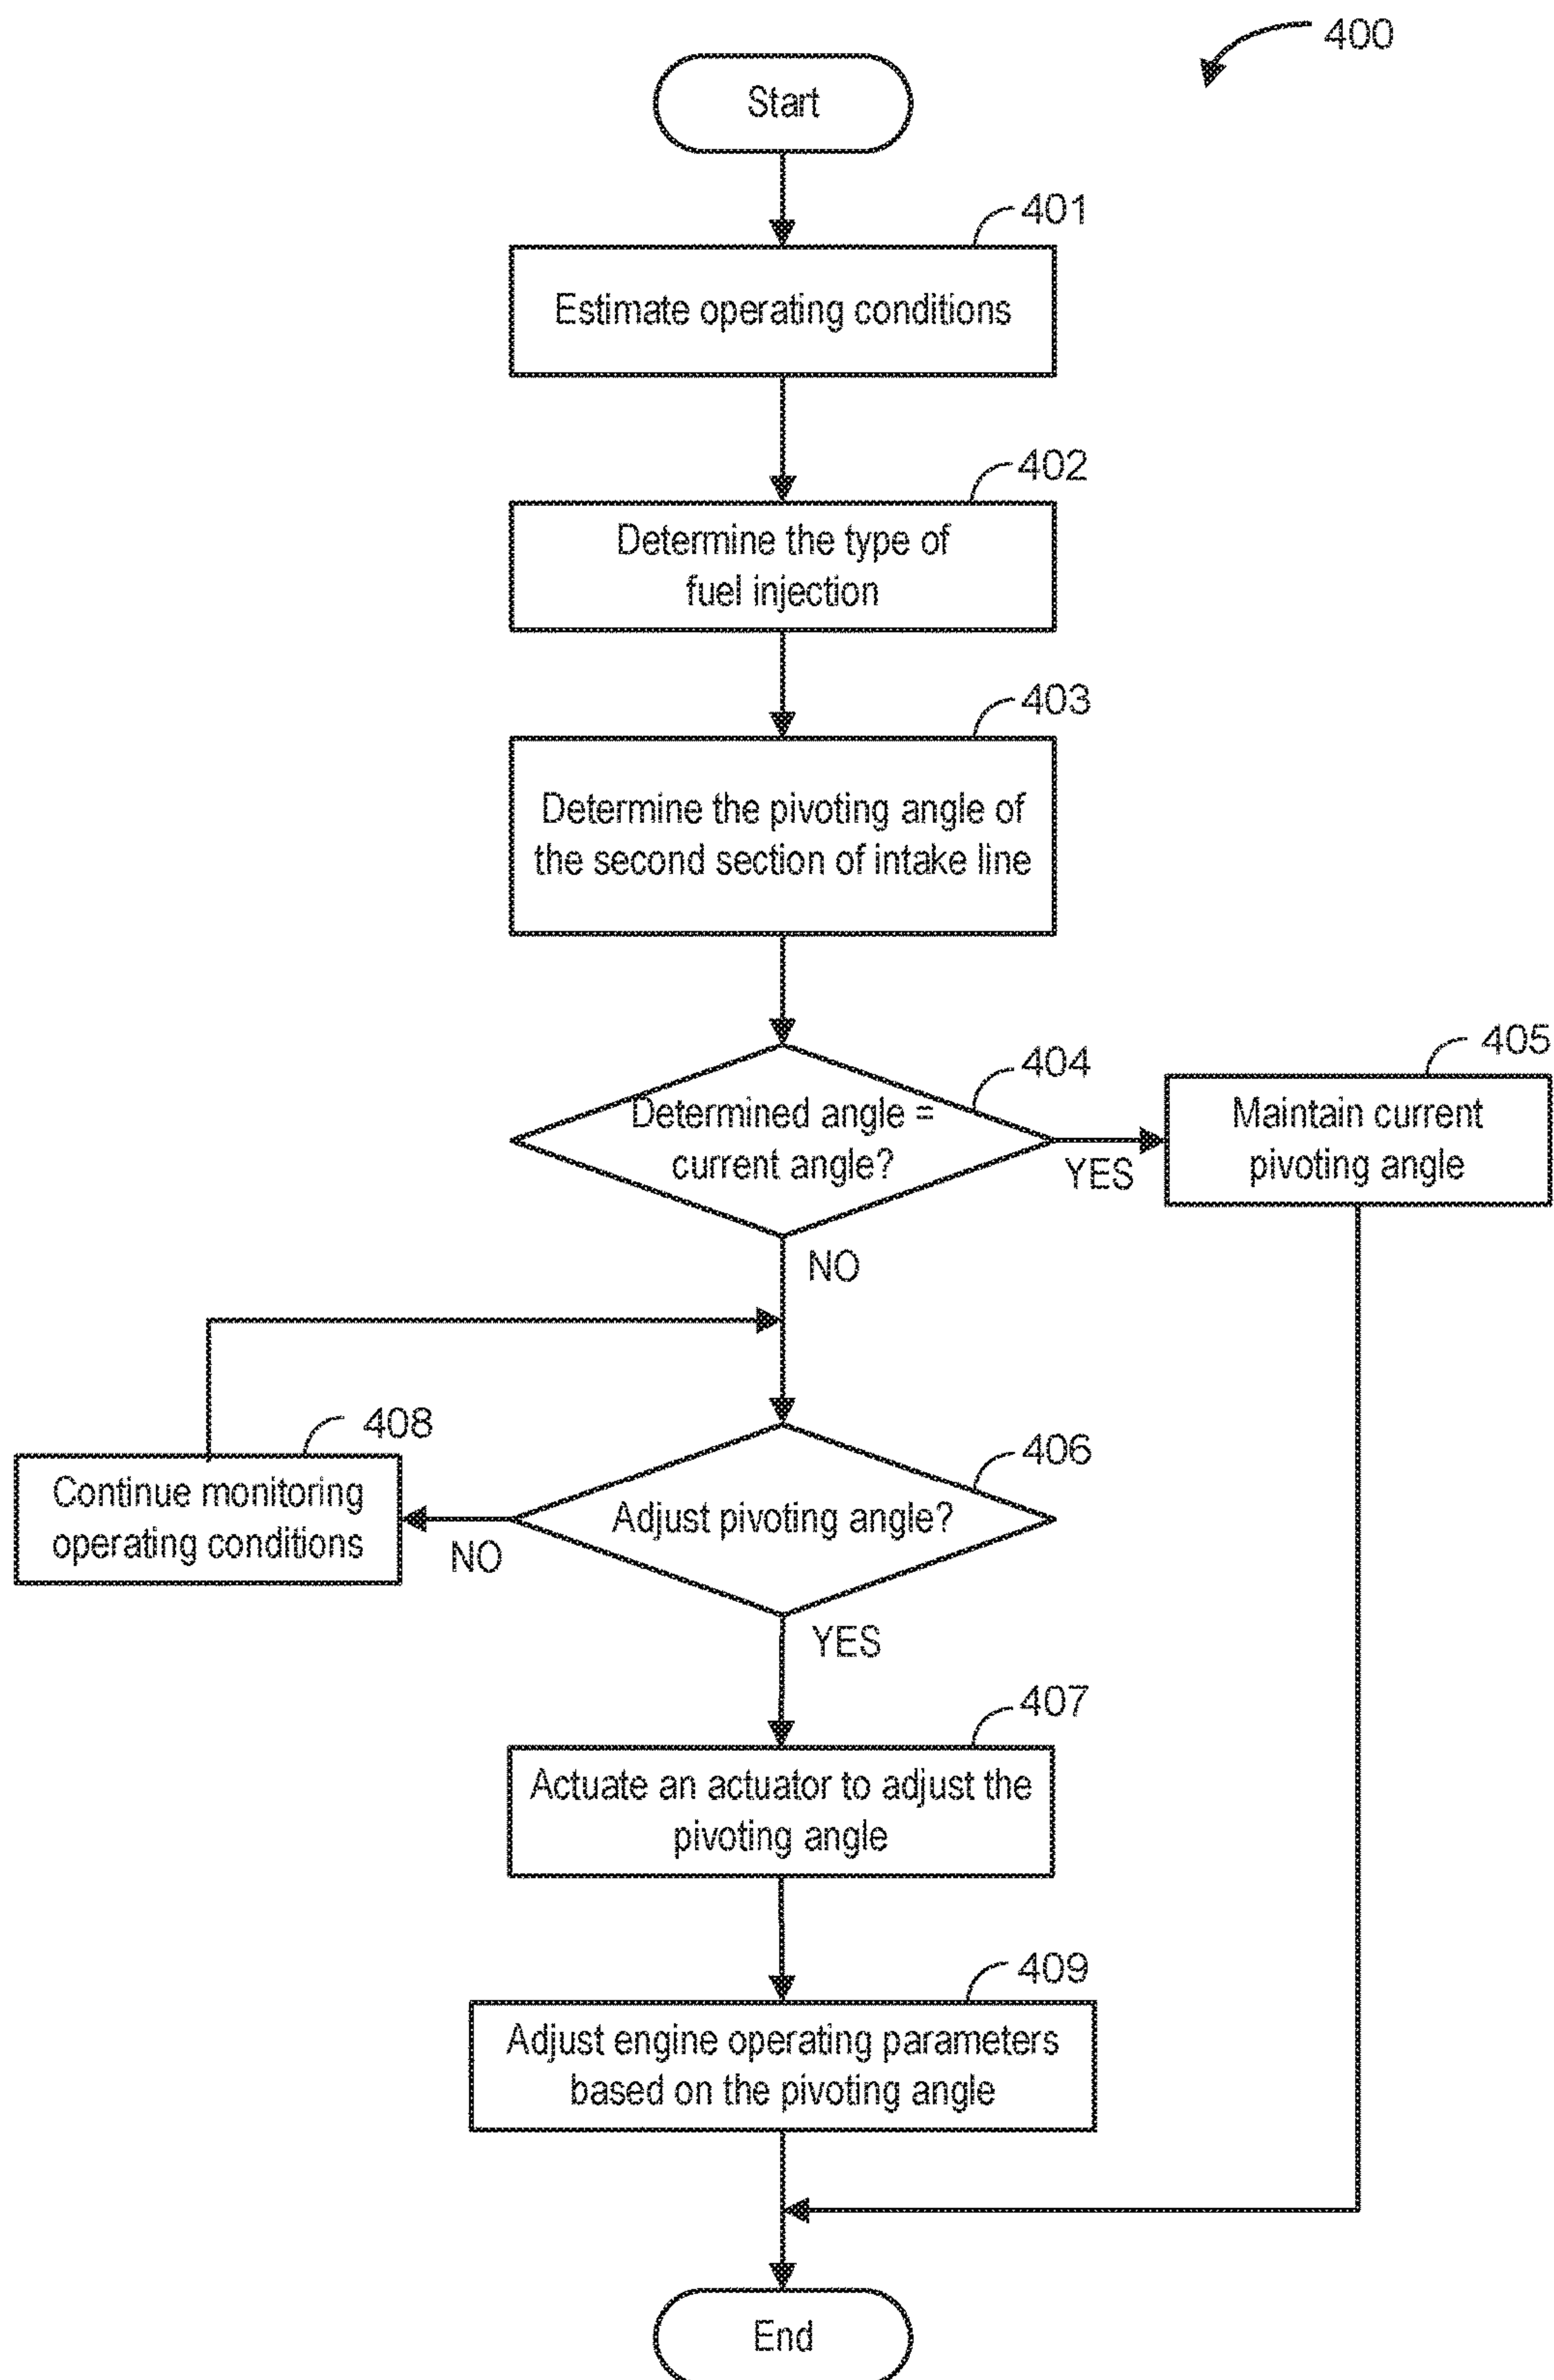 400
Start
401
Estimate operating conditions
402
Determine the type of
fuel injection
403
Determine the pivoting angle of
the second section of intake line
404
Determined angle =
current angle?
YES
405
Maintain current
pivoting angle
NO
408
Continue monitoring
operating conditions
406
Adjust pivoting angle?
NO
YES
407
Actuate an actuator to adjust the
pivoting angle
409
Adjust engine operating parameters
based on the pivoting angle
End